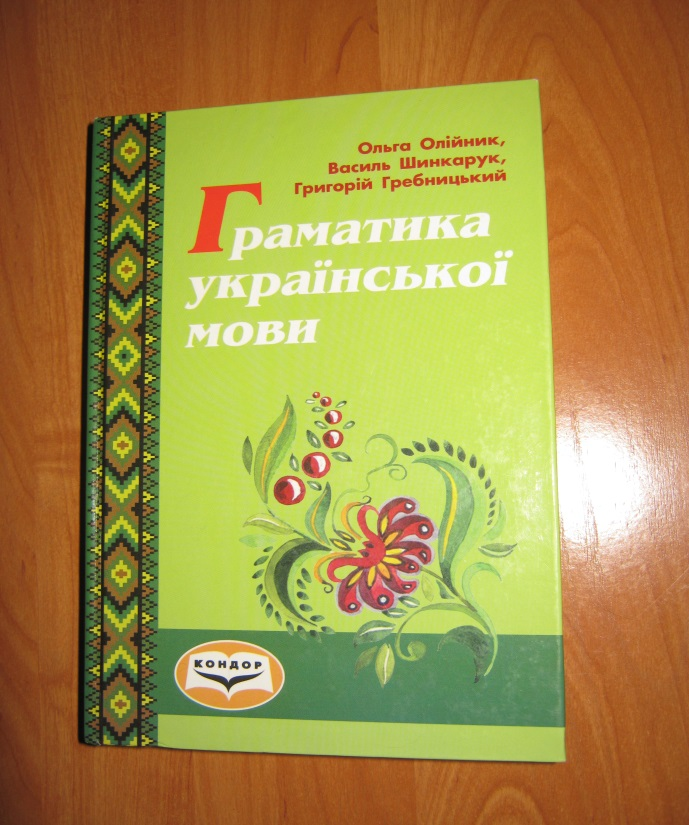 Ольга Олійник,
Василь Шинкарук,
Григорій Гребницький
Граматика
української
мови
КОНДОР